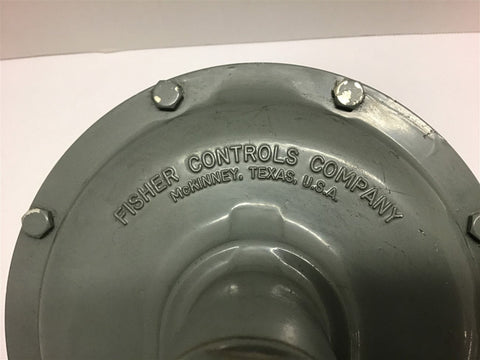 FISHER CONTROLS COMPANY
McKINNEY, TEXAS, U.S.A.